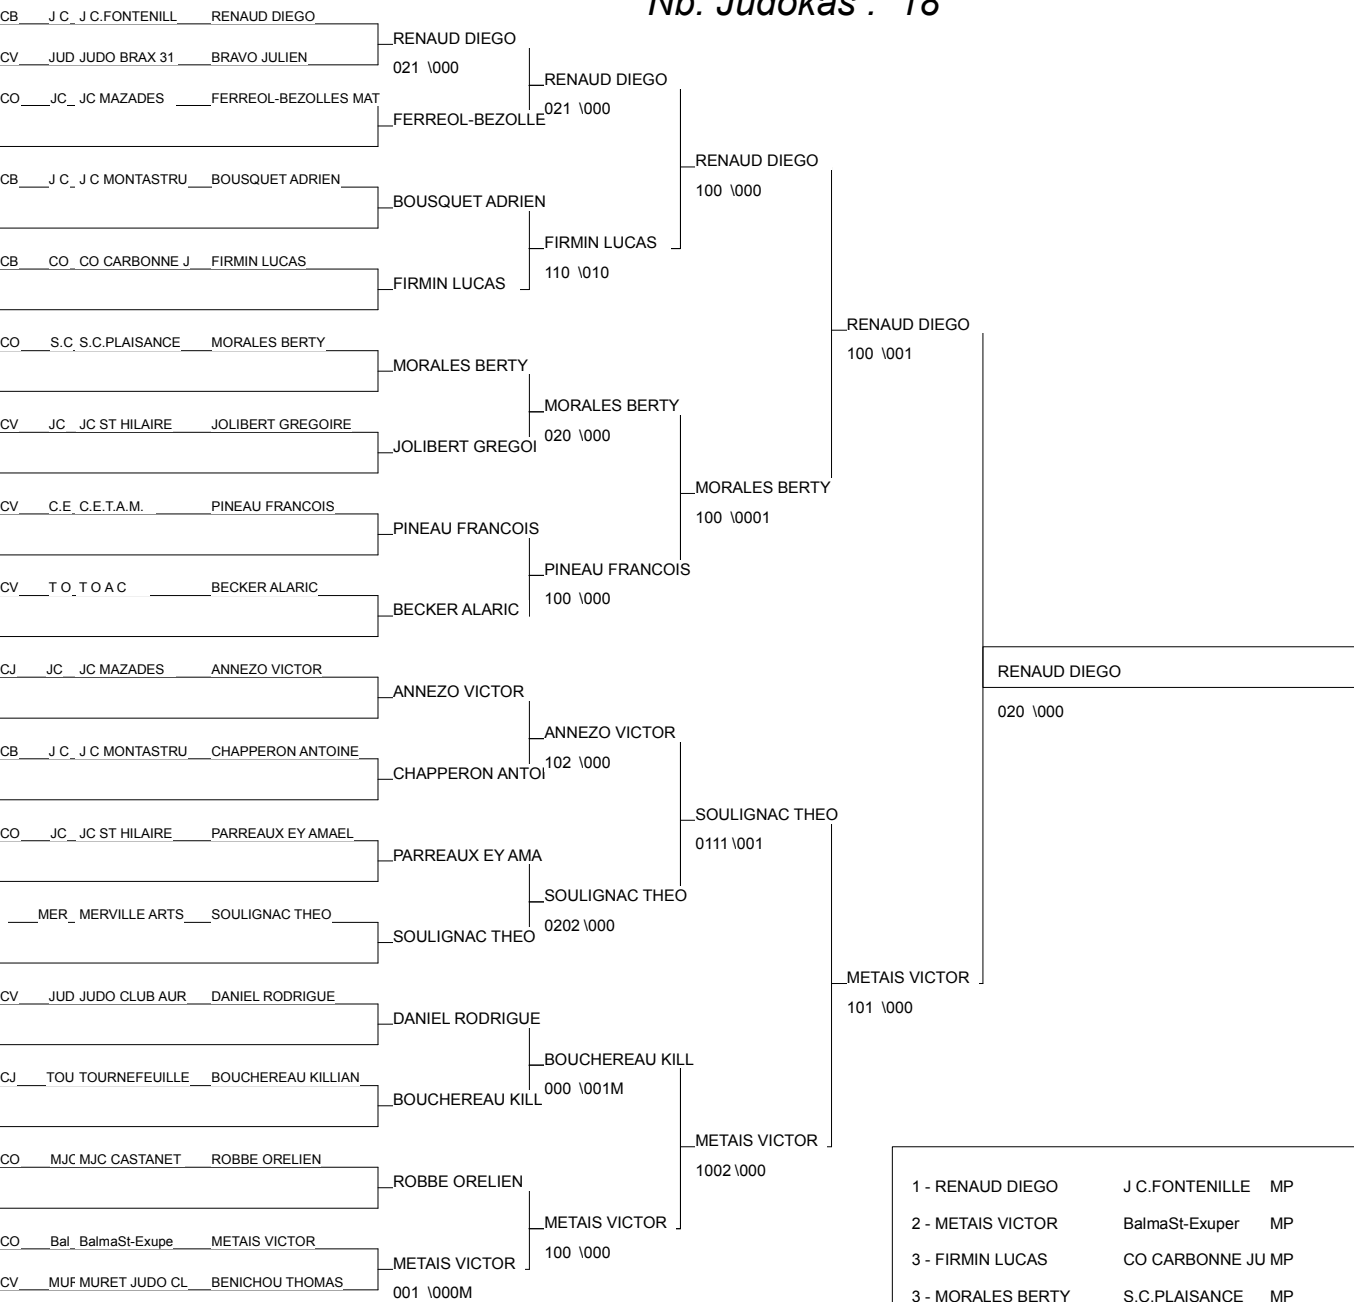 Nb. Judokas : 18
CB J C J C.FONTENILL RENAUD DIEGO
RENAUD DIEGO
CV JUD JUDO BRAX 31 BRAVO JULIEN
021 \000
RENAUD DIEGO
CO JC JC MAZADES FERREOL-BEZOLLES MAT
021 \000
FERREOL-BEZOLLE
RENAUD DIEGO
CB J C J C MONTASTRU BOUSQUET ADRIEN
100 \000
BOUSQUET ADRIEN
FIRMIN LUCAS
CB CO CO CARBONNE J FIRMIN LUCAS
110 \010
FIRMIN LUCAS
RENAUD DIEGO
CO S.C S.C.PLAISANCE MORALES BERTY
100 \001
MORALES BERTY
MORALES BERTY
CV JC JC ST HILAIRE JOLIBERT GREGOIRE
020 \000
JOLIBERT GREGOI
MORALES BERTY
CV C.E C.E.T.A.M. PINEAU FRANCOIS
100 \0001
PINEAU FRANCOIS
PINEAU FRANCOIS
CV T O T O A C BECKER ALARIC
100 \000
BECKER ALARIC
CJ JC JC MAZADES ANNEZO VICTOR
RENAUD DIEGO
ANNEZO VICTOR
020 \000
ANNEZO VICTOR
CB J C J C MONTASTRU CHAPPERON ANTOINE
102 \000
CHAPPERON ANTOI
SOULIGNAC THEO
CO JC JC ST HILAIRE PARREAUX EY AMAEL
0111 \001
PARREAUX EY AMA
SOULIGNAC THEO
MER MERVILLE ARTS SOULIGNAC THEO
0202 \000
SOULIGNAC THEO
METAIS VICTOR
CV JUD JUDO CLUB AUR DANIEL RODRIGUE
101 \000
DANIEL RODRIGUE
BOUCHEREAU KILL
CJ TOU TOURNEFEUILLE BOUCHEREAU KILLIAN
000 \001M
BOUCHEREAU KILL
METAIS VICTOR
CO MJC MJC CASTANET ROBBE ORELIEN
1002 \000
ROBBE ORELIEN
1 - RENAUD DIEGO J C.FONTENILLE MP
METAIS VICTOR
2 - METAIS VICTOR BalmaSt-Exuper MP
CO Bal BalmaSt-Exupe METAIS VICTOR
100 \000
METAIS VICTOR
3 - FIRMIN LUCAS CO CARBONNE JU MP
CV MUR MURET JUDO CL BENICHOU THOMAS
001 \000M
3 - MORALES BERTY S.C.PLAISANCE MP